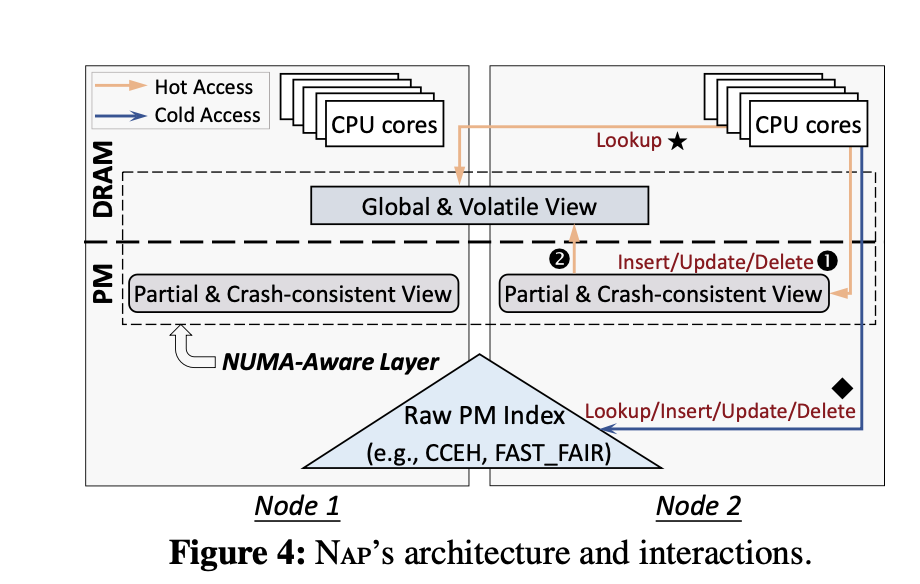 Hot Access
Cold Access
CPU cores
CPU cores
Lookup ★
DRAM
Global & Volatile View
PM
❷
Insert/Update/Delete ❶
Partial & Crash-consistent View
Partial & Crash-consistent View
NUMA-Aware Layer
Raw PM Index
(e.g., CCEH, FAST_FAIR)
◆
Lookup/Insert/Update/Delete
Node 1
Node 2
Figure 4: NAP's architecture and interactions.